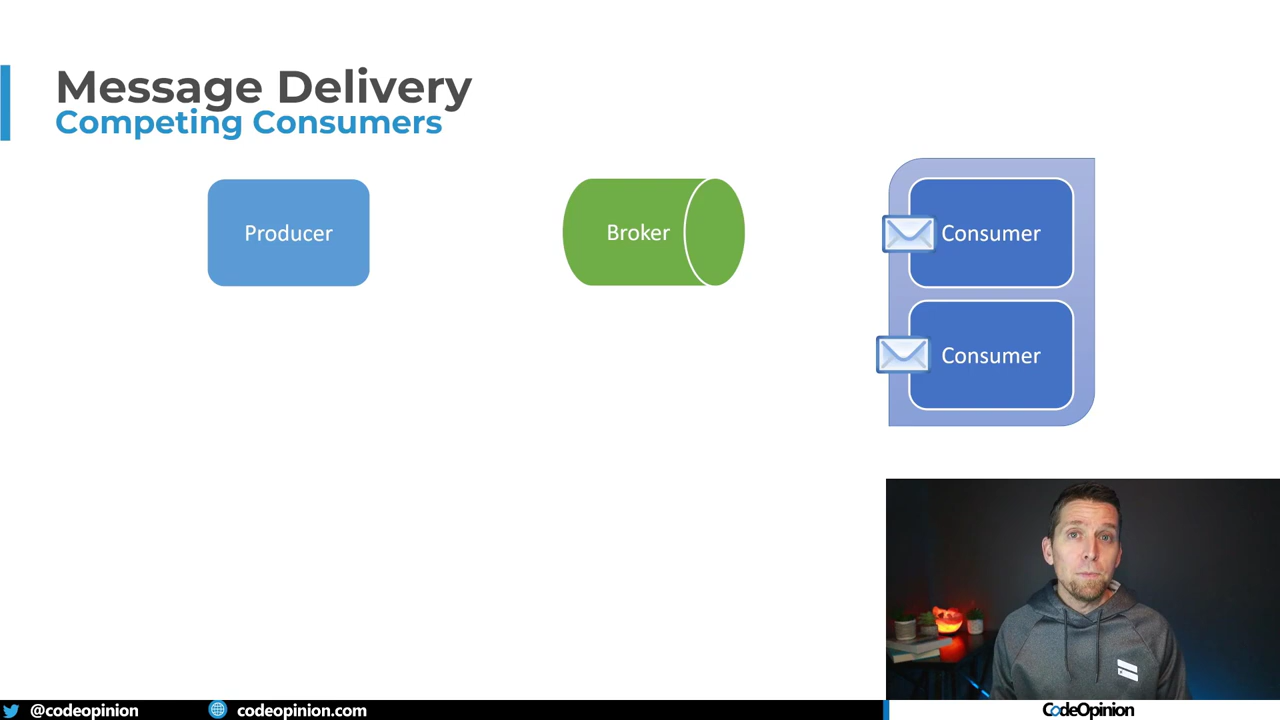 Message Delivery
Competing Consumers
Producer
Broker
Consumer
Consumer
@codeopinion
codeopinion.com
CodeOpinion